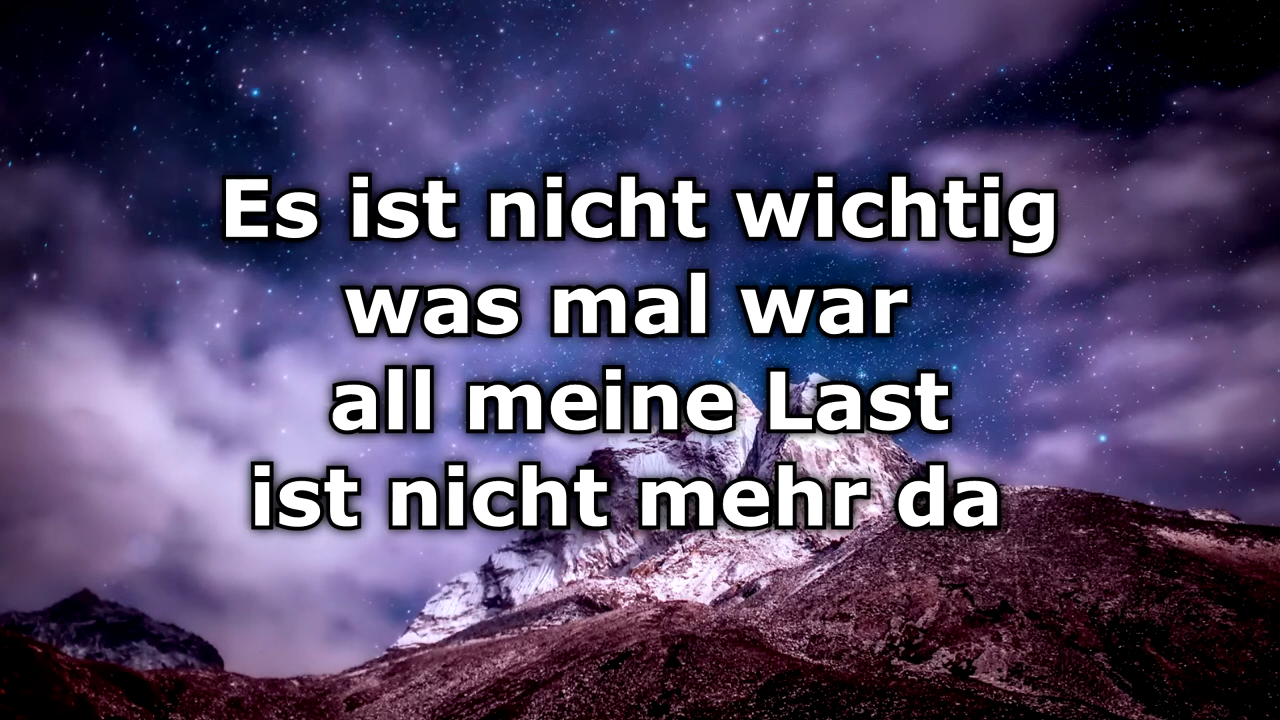 Es ist nicht wichtig
was mal war
all meine Last
ist nicht mehr da